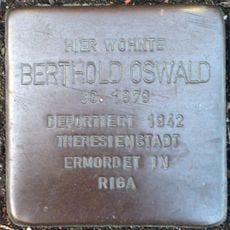 HIER WOHNTE
BERTHOLD OSWALD
JG. 1879
DEPORTIERT 1942
THERESIENSTADT
ERMORDET IN
RIGA